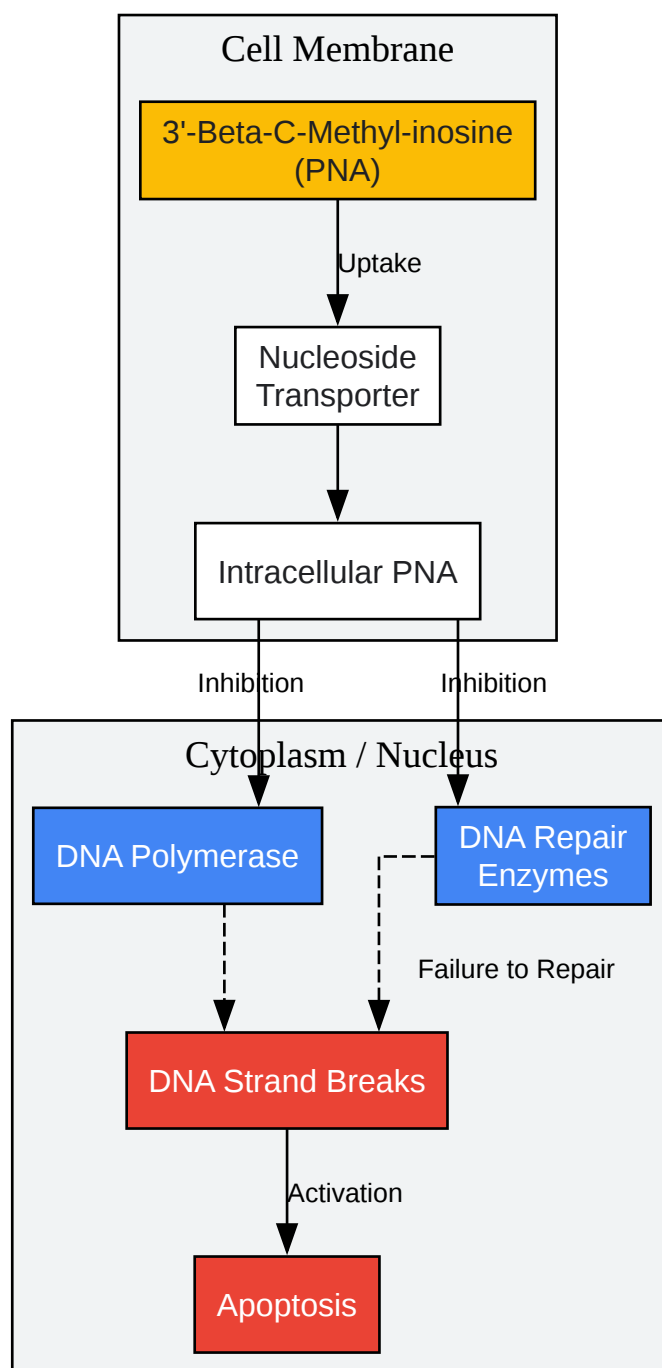 Cell Membrane
3'-Beta-C-Methyl-inosine
(PNA)
Uptake
Nucleoside
Transporter
Intracellular PNA
Inhibition
Inhibition
Cytoplasm / Nucleus
DNA Polymerase
DNA Repair
Enzymes
Failure to Repair
DNA Strand Breaks
Activation
Apoptosis